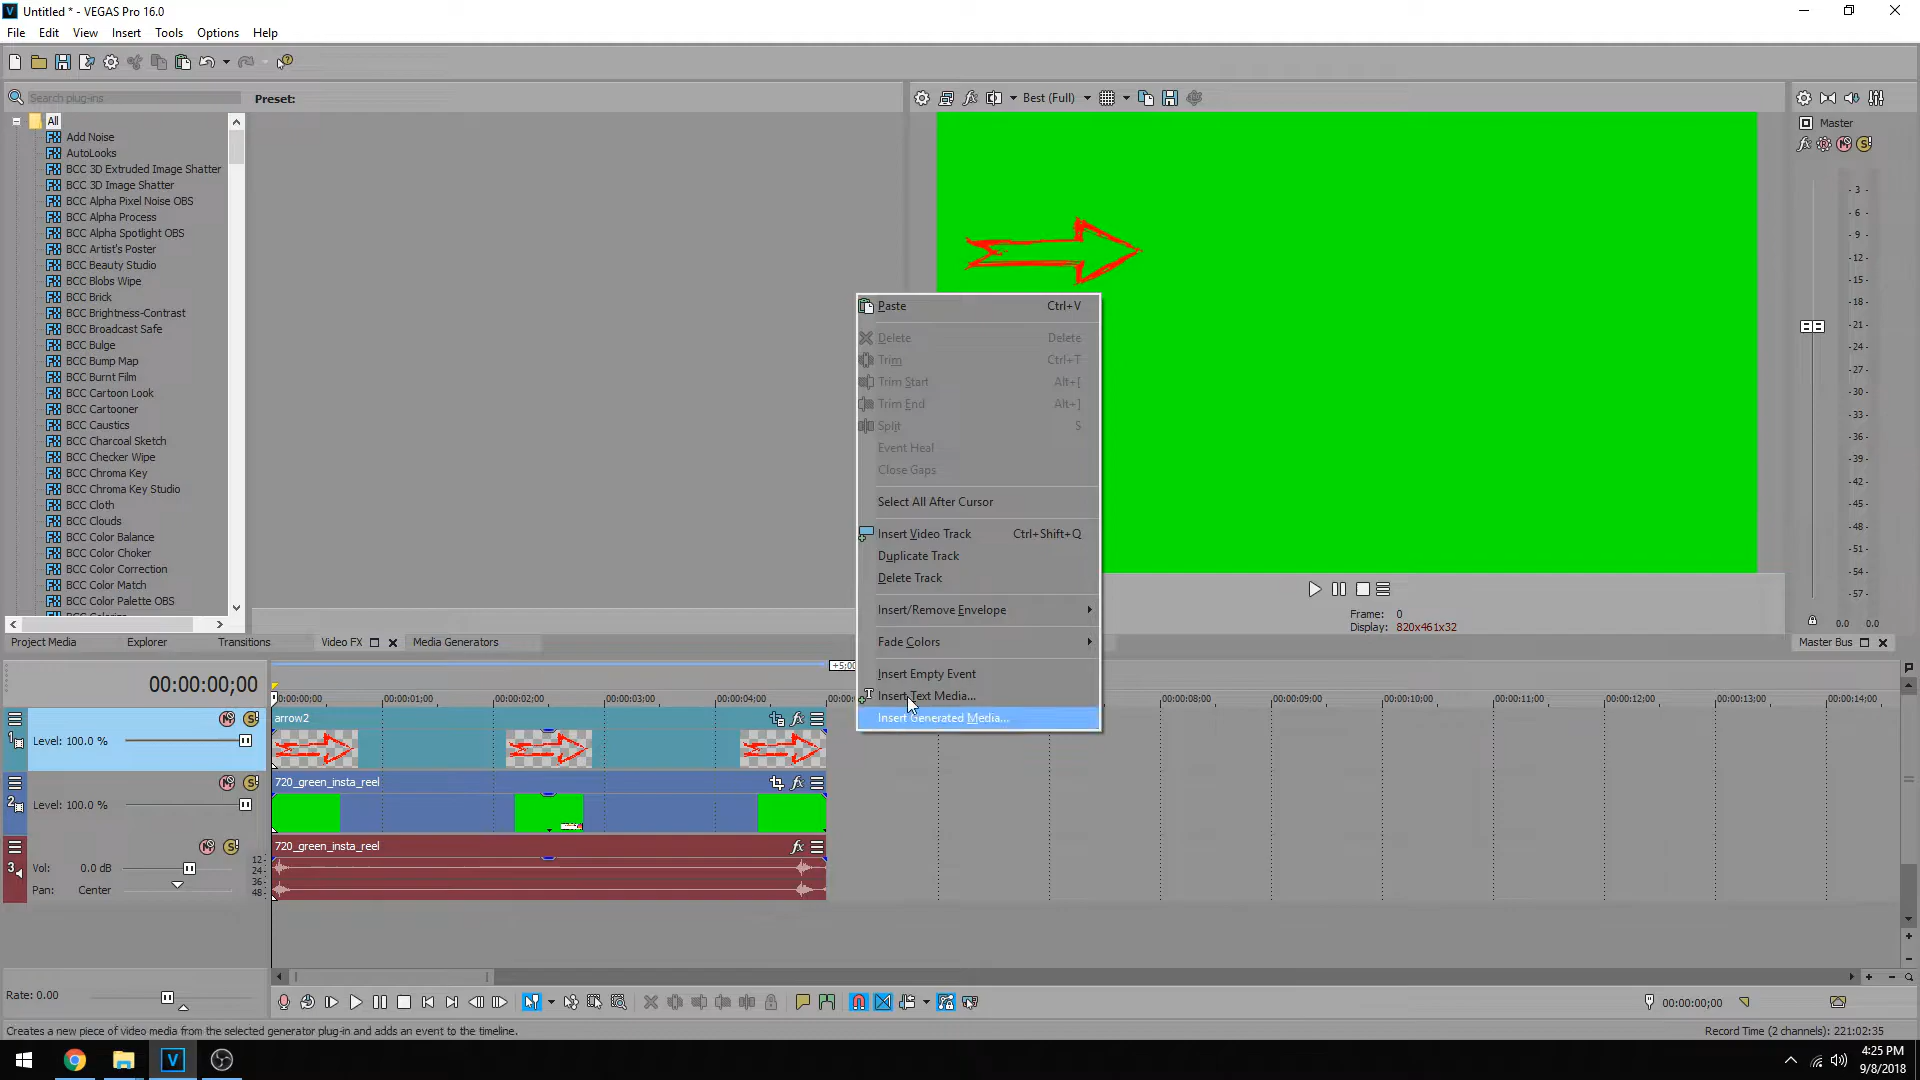 Untitled * - VEGAS Pro 16.0
File Edit View Insert Tools Options Help
Search plug-ins
Preset:
Best (Full)
All
Add Noise
AutoLooks
BCC 3D Extruded Image Shatter
BCC 3D Image Shatter
BCC Alpha Pixel Noise OBS
BCC Alpha Process
BCC Alpha Spotlight OBS
BCC Artist's Poster
BCC Beauty Studio
BCC Blobs Wipe
BCC Brick
BCC Brightness-Contrast
BCC Broadcast Safe
BCC Bulge
BCC Bump Map
BCC Burnt Film
BCC Cartoon Look
BCC Cartooner
BCC Caustics
BCC Charcoal Sketch
BCC Checker Wipe
BCC Chroma Key
BCC Chroma Key Studio
BCC Cloth
BCC Clouds
BCC Color Balance
BCC Color Choker
BCC Color Correction
BCC Color Match
BCC Color Palette OBS
Paste Ctrl+V
Delete Delete
Trim Ctrl+T
Trim Start Alt+[
Trim End Alt+]
Split S
Event Heal
Close Gaps
Select All After Cursor
Insert Video Track Ctrl+Shift+Q
Duplicate Track
Delete Track
Insert/Remove Envelope
Fade Colors
Insert Empty Event
Insert Text Media...
Insert Generated Media...
Master
- 3 -
- 6 -
- 9 -
- 12 -
- 15 -
- 18 -
- 21 -
- 24 -
- 27 -
- 30 -
- 33 -
- 36 -
- 39 -
- 42 -
- 45 -
- 48 -
- 51 -
- 54 -
- 57 -
0.0 0.0
Frame: 0
Display: 820x461x32
Project Media Explorer Transitions Video FX Media Generators
Master Bus
00:00:00;00
+5:00
00:00:00;00 00:00:01;00 00:00:02;00 00:00:03;00 00:00:04;00 00:00:08;00 00:00:09;00 00:00:10;00 00:00:11;00 00:00:12;00 00:00:13;00 00:00:14;00
1
Level: 100.0 %
arrow2
2
Level: 100.0 %
720_green_insta_reel
3
Vol: 0.0 dB
Pan: Center
12
24
36
48
720_green_insta_reel
Rate: 0.00
00:00:00;00
Creates a new piece of video media from the selected generator plug-in and adds an event to the timeline.
Record Time (2 channels): 221:02:35
4:25 PM
9/8/2018